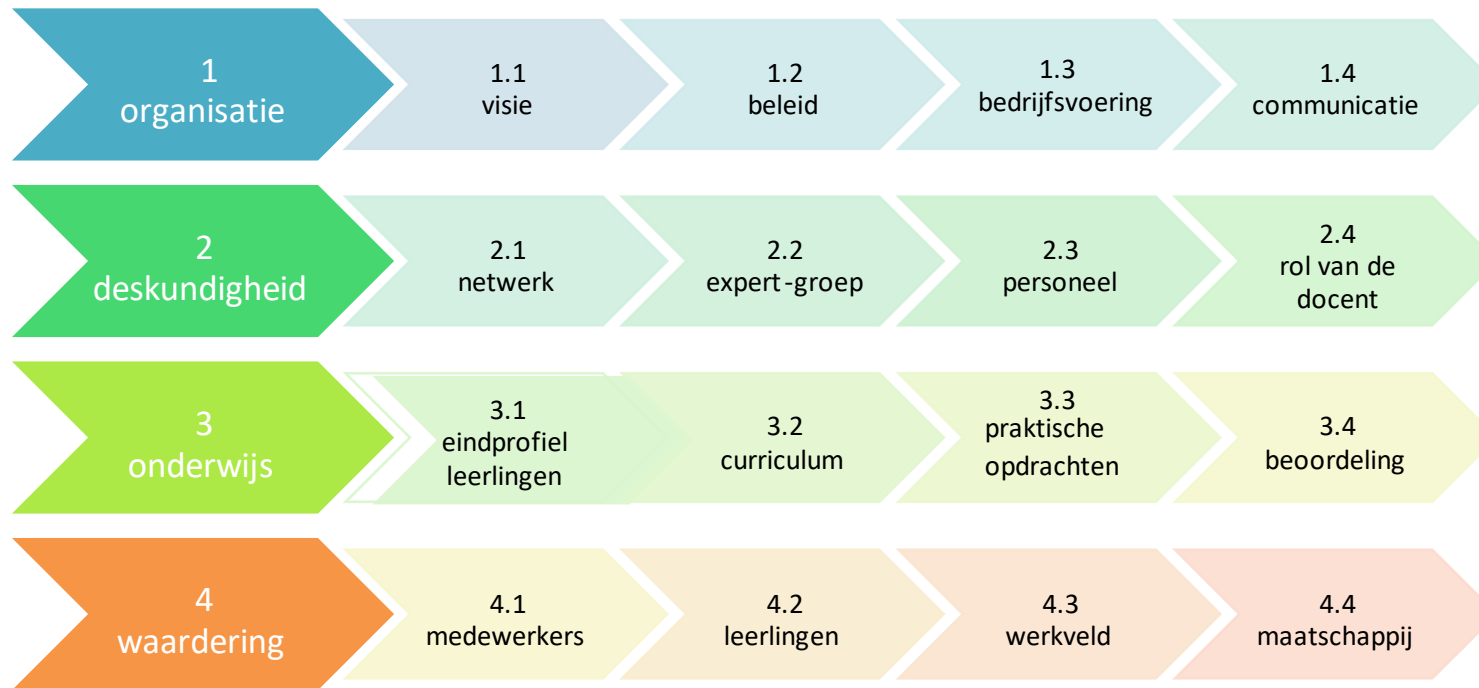 1
organisatie
1.1
visie
1.2
beleid
1.3
bedrijfsvoering
1.4
communicatie
2
deskundigheid
2.1
netwerk
2.2
expert-groep
2.3
personeel
2.4
rol van de
docent
3
onderwijs
3.1
eindprofiel
leerlingen
3.2
curriculum
3.3
praktische
opdrachten
3.4
beoordeling
4
waardering
4.1
medewerkers
4.2
leerlingen
4.3
werkveld
4.4
maatschappij